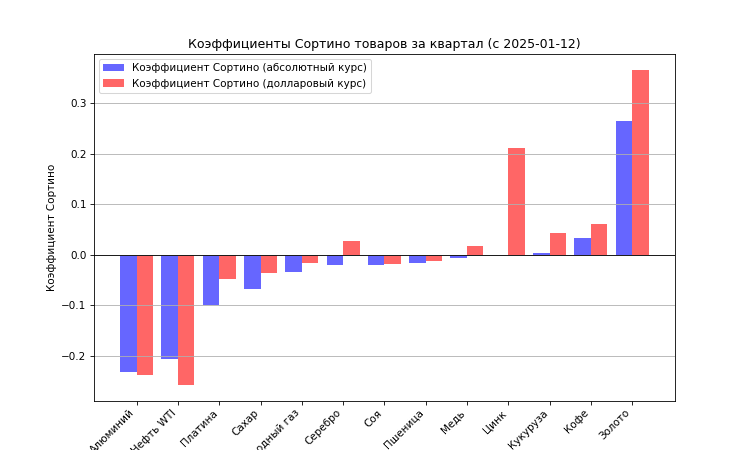 Коэффициенты Сортино товаров за квартал (с 2025-01-12)
Коэффициент Сортино (абсолютный курс)
Коэффициент Сортино (долларовый курс)
Коэффициент Сортино
0.3
0.2
0.1
0.0
−0.1
−0.2
Алюминий
Нефть WTI
Платина
Сахар
газ
Серебро
Соя
Пшеница
Медь
Цинк
Кукуруза
Кофе
Золото